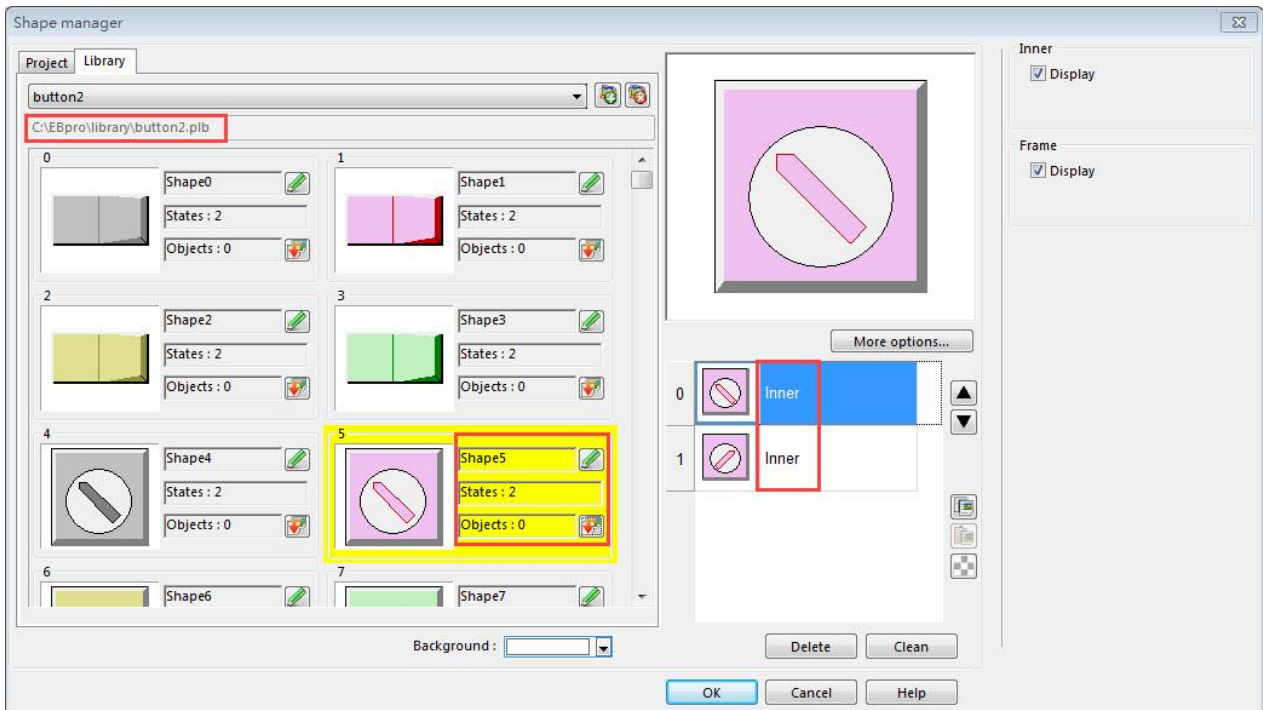 Shape manager
Project
Library
button2
C:\EBpro\library\button2.plb
0
Shape0
States : 2
Objects : 0
1
Shape1
States : 2
Objects : 0
2
Shape2
States : 2
Objects : 0
3
Shape3
States : 2
Objects : 0
4
Shape4
States : 2
Objects : 0
5
Shape5
States : 2
Objects : 0
6
Shape6
7
Shape7
Background :
More options...
0
Inner
1
Inner
Delete
Clean
OK
Cancel
Help
Inner
Display
Frame
Display